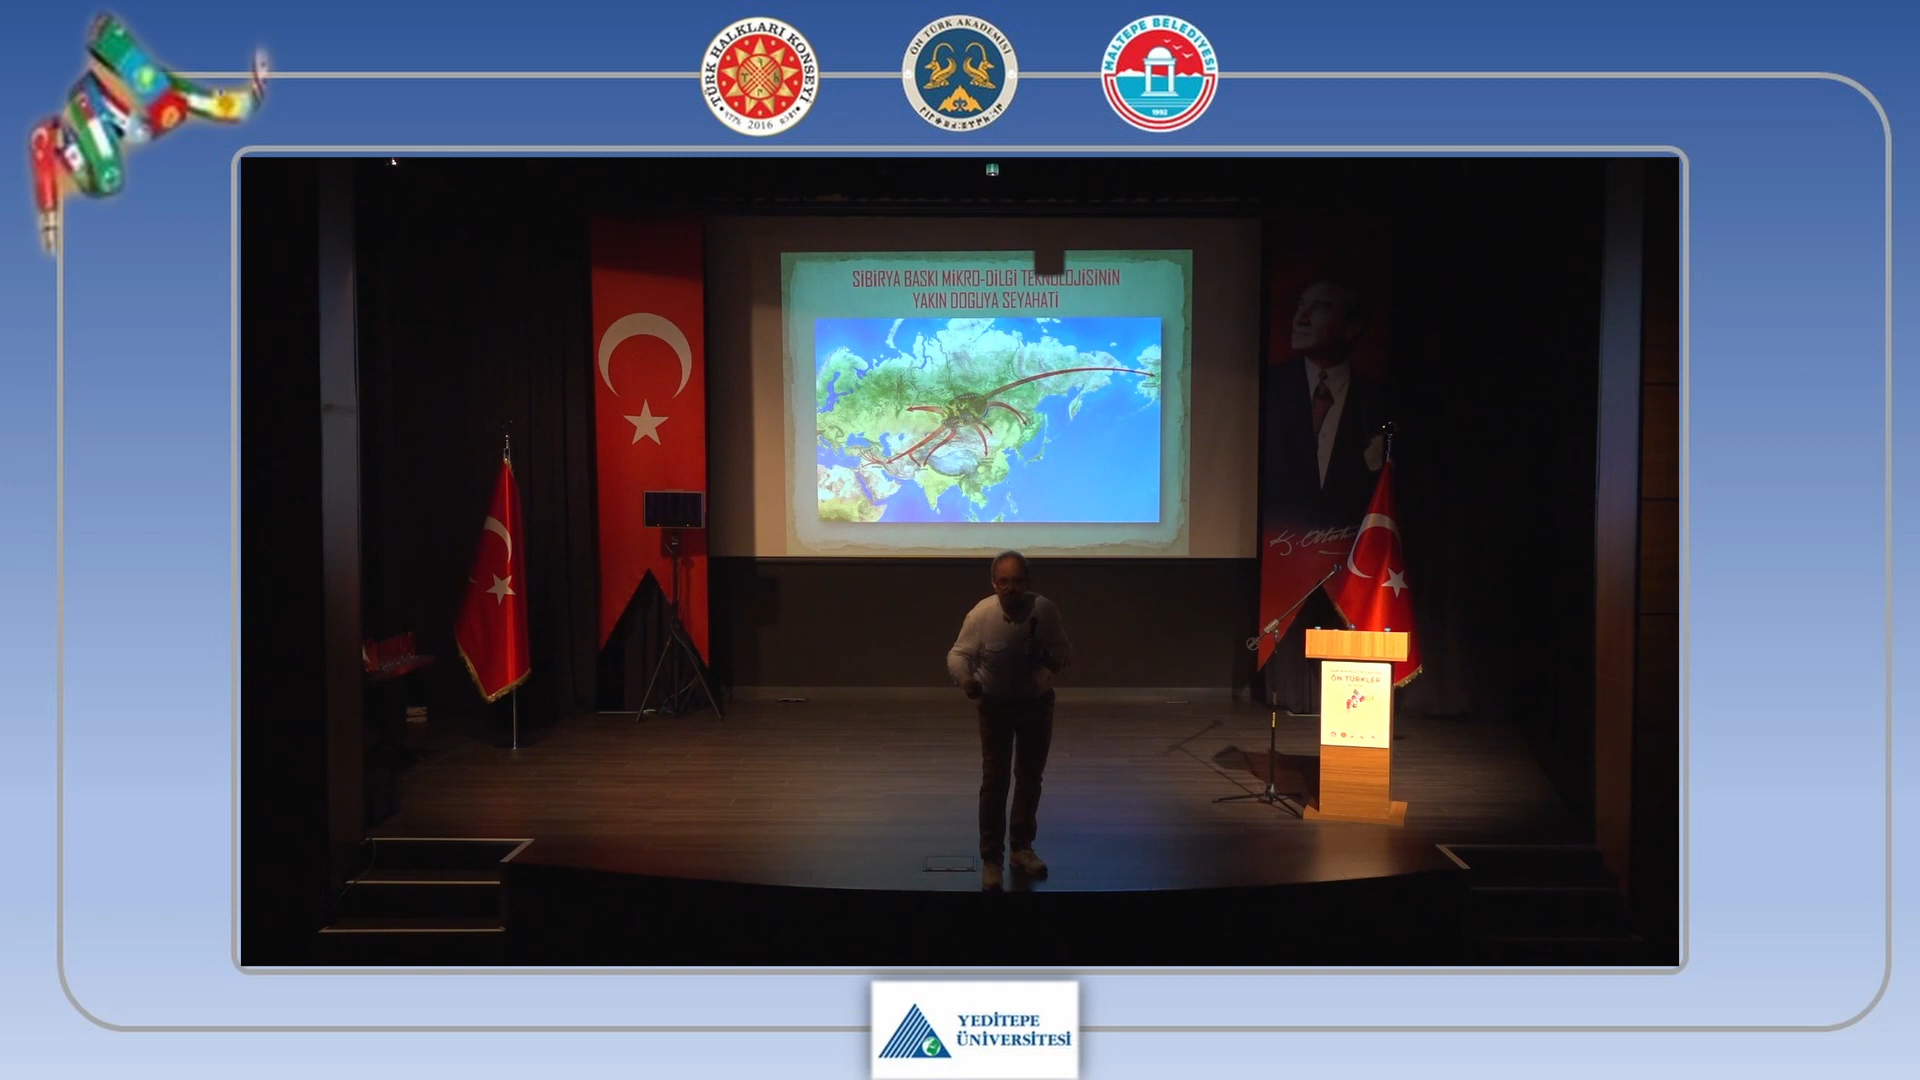 TÜRK HALKLARI KONSEYİ
2016
ÖN TÜRK AKADEMİSİ
MALTEPE BELEDİYESİ
1992
SİBİRYA BASKI MİKRO-DİLGİ TEKNOLOJİSİNİN
YAKIN DOĞUYA SEYAHATİ
K. Atatürk
ÖN TÜRKLER
YEDİTEPE
ÜNİVERSİTESİ